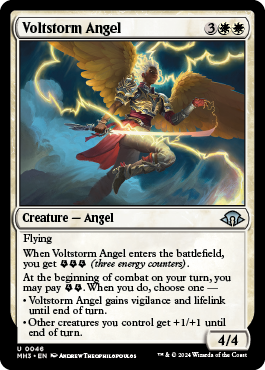 Voltstorm Angel 3
Creature — Angel
Flying
When Voltstorm Angel enters the battlefield,
you get (three energy counters).
At the beginning of combat on your turn, you
may pay . When you do, choose one —
• Voltstorm Angel gains vigilance and lifelink
until end of turn.
• Other creatures you control get +1/+1 until
end of turn.
4/4
U 0046
MH3 • EN ANDREW THEOPHILOPOULOS
™ & © 2024 Wizards of the Coast